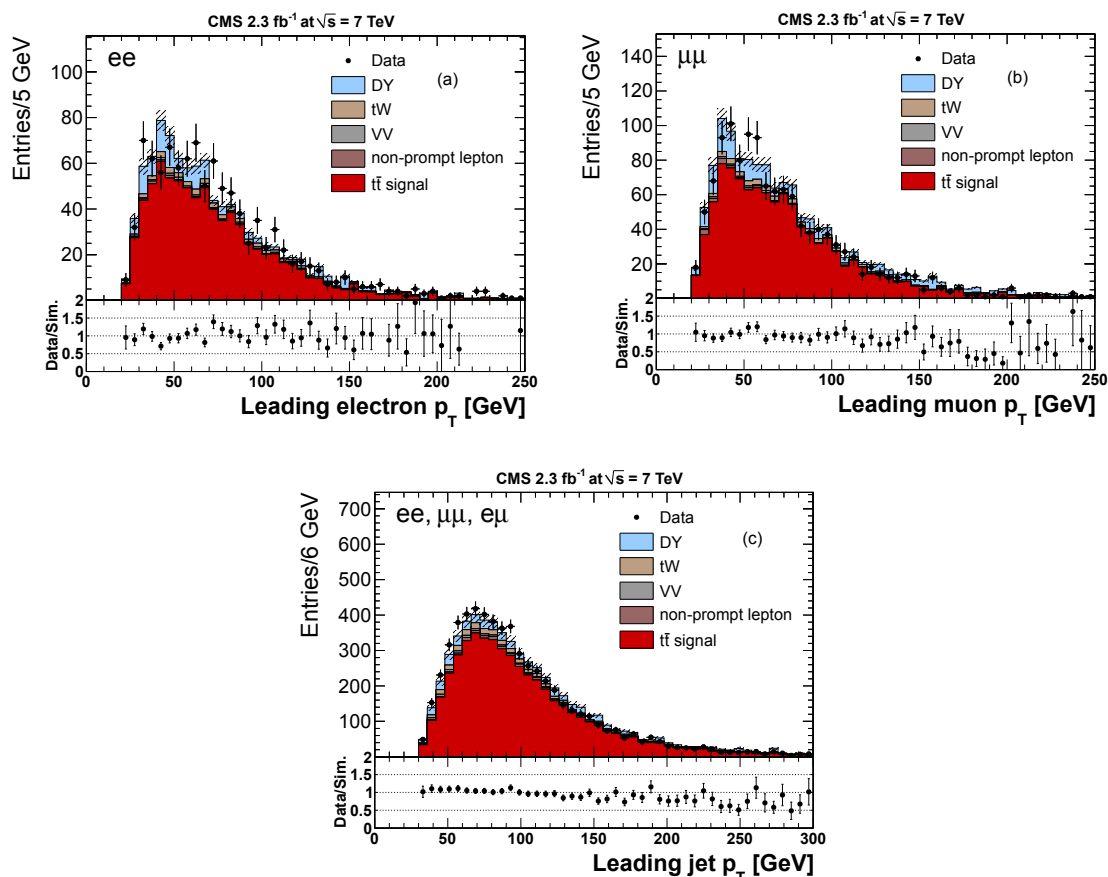 CMS 2.3 fb⁻¹ at √s = 7 TeV
ee
(a)
Data
DY
tW
VV
non-prompt lepton
tt̄ signal
Entries/5 GeV
100
80
60
40
20
2
1.5
1
0.5
0
Data/Sim.
0 50 100 150 200 250
Leading electron p_T [GeV]
CMS 2.3 fb⁻¹ at √s = 7 TeV
μμ
(b)
Data
DY
tW
VV
non-prompt lepton
tt̄ signal
Entries/5 GeV
140
120
100
80
60
40
20
2
1.5
1
0.5
0
Data/Sim.
0 50 100 150 200 250
Leading muon p_T [GeV]
CMS 2.3 fb⁻¹ at √s = 7 TeV
ee, μμ, eμ
(c)
Data
DY
tW
VV
non-prompt lepton
tt̄ signal
Entries/6 GeV
700
600
500
400
300
200
100
2
1.5
1
0.5
0
Data/Sim.
0 50 100 150 200 250 300
Leading jet p_T [GeV]